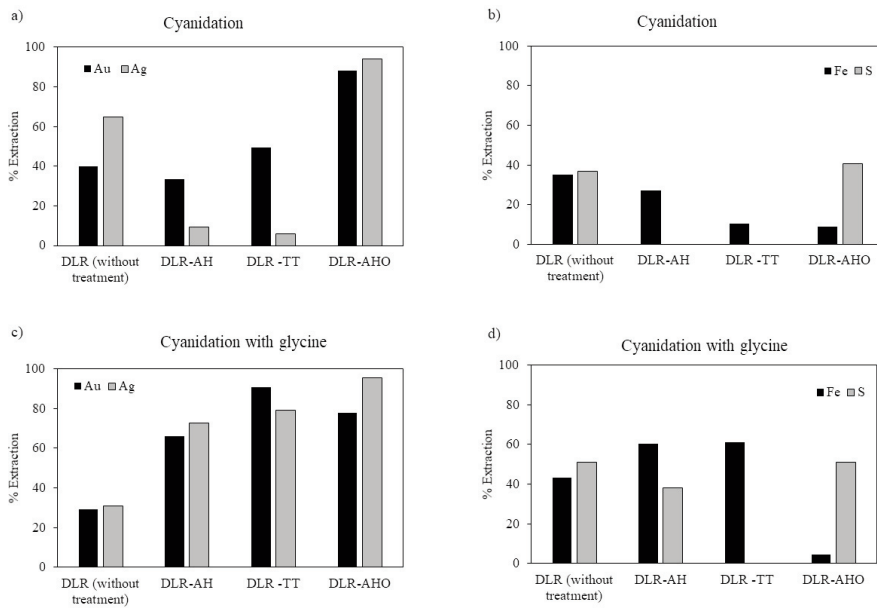 a)
Cyanidation
Au Ag
100
80
60
40
20
0
% Extraction
DLR (without treatment) DLR-AH DLR -TT DLR-AHO
b)
Cyanidation
Fe S
100
80
60
40
20
0
% Extraction
DLR (without treatment) DLR-AH DLR -TT DLR-AHO
c)
Cyanidation with glycine
Au Ag
100
80
60
40
20
0
% Extraction
DLR (without treatment) DLR-AH DLR -TT DLR-AHO
d)
Cyanidation with glycine
Fe S
100
80
60
40
20
0
% Extraction
DLR (without treatment) DLR-AH DLR -TT DLR-AHO